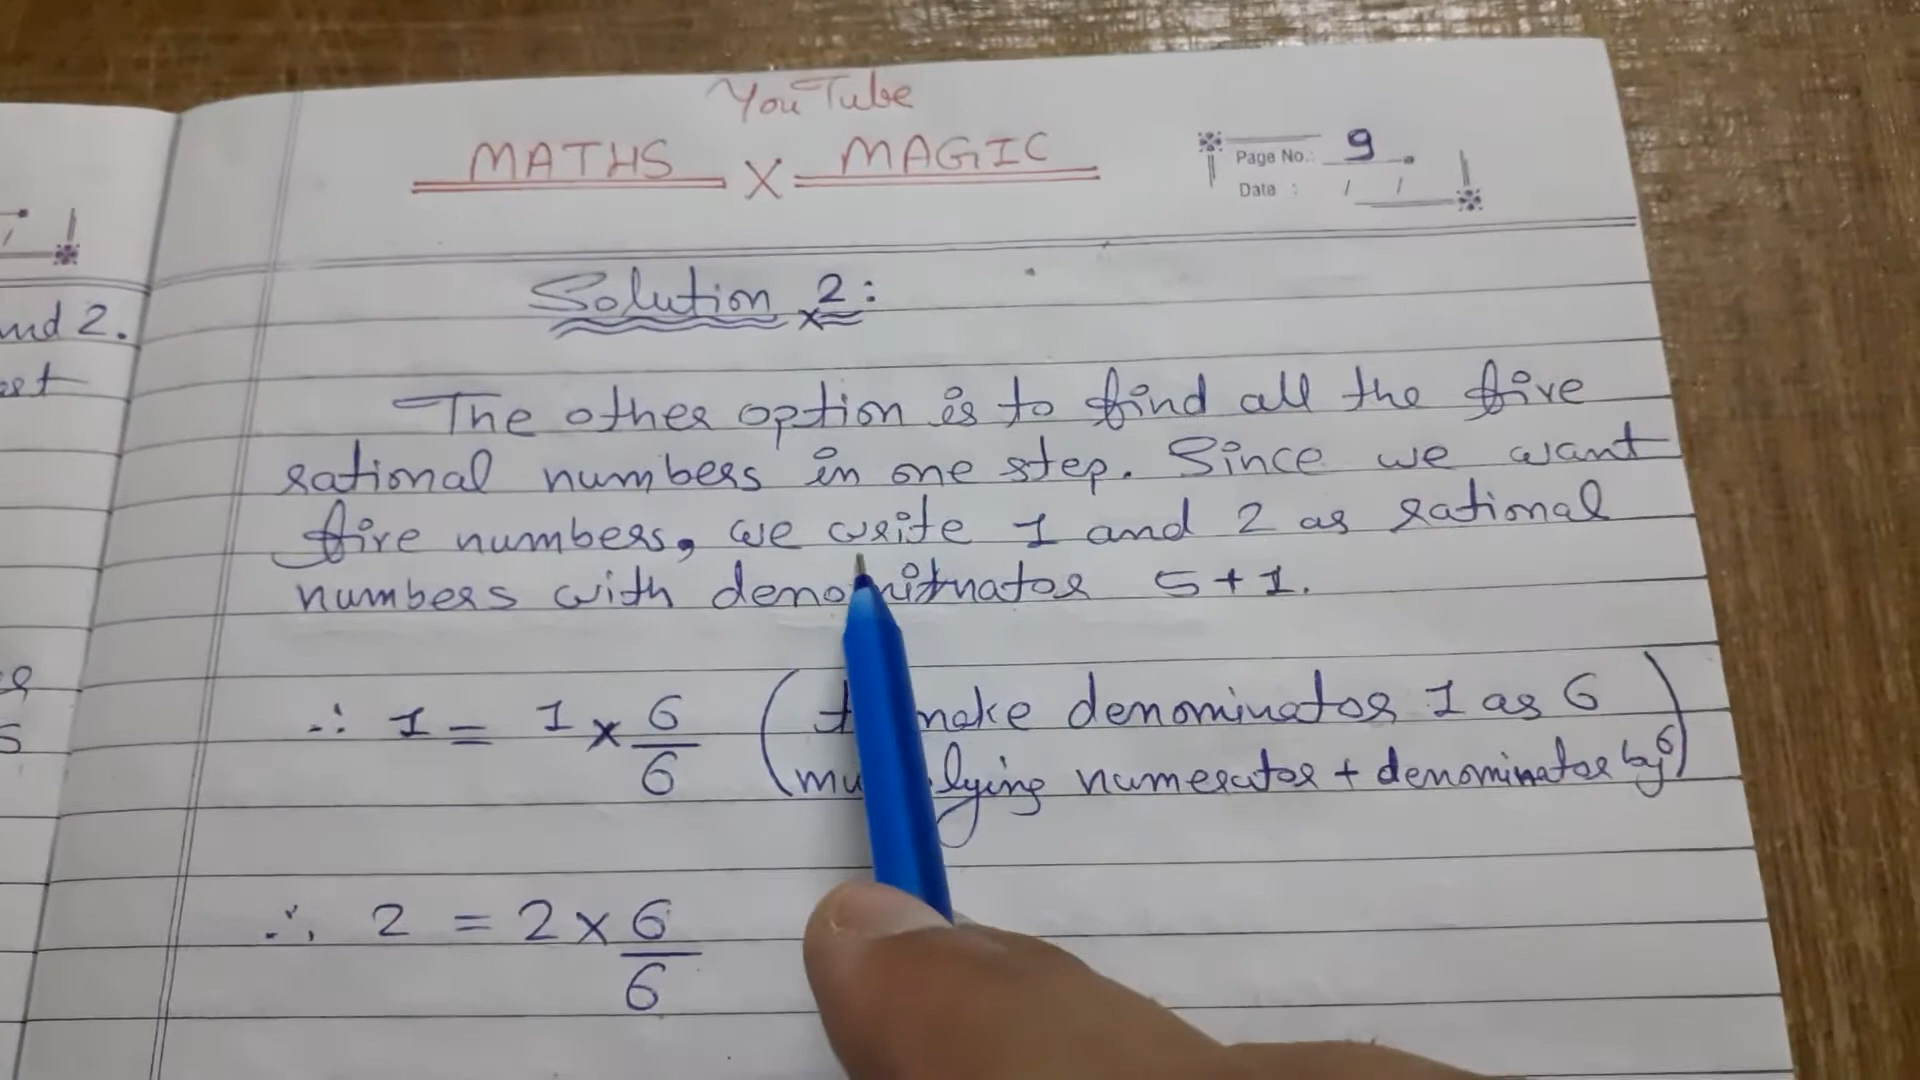 YouTube
MATHS X MAGIC
Page No.: 9
Date : / /
nd 2.
Solution 2:
The other option is to find all the five
rational numbers in one step. Since we want
five numbers, we write 1 and 2 as rational
numbers with denominator 5+1.
∴ 1 = 1 × 6/6 ( make denominator 1 as 6
numerator + denominator by 6 )
∴ 2 = 2 × 6/6